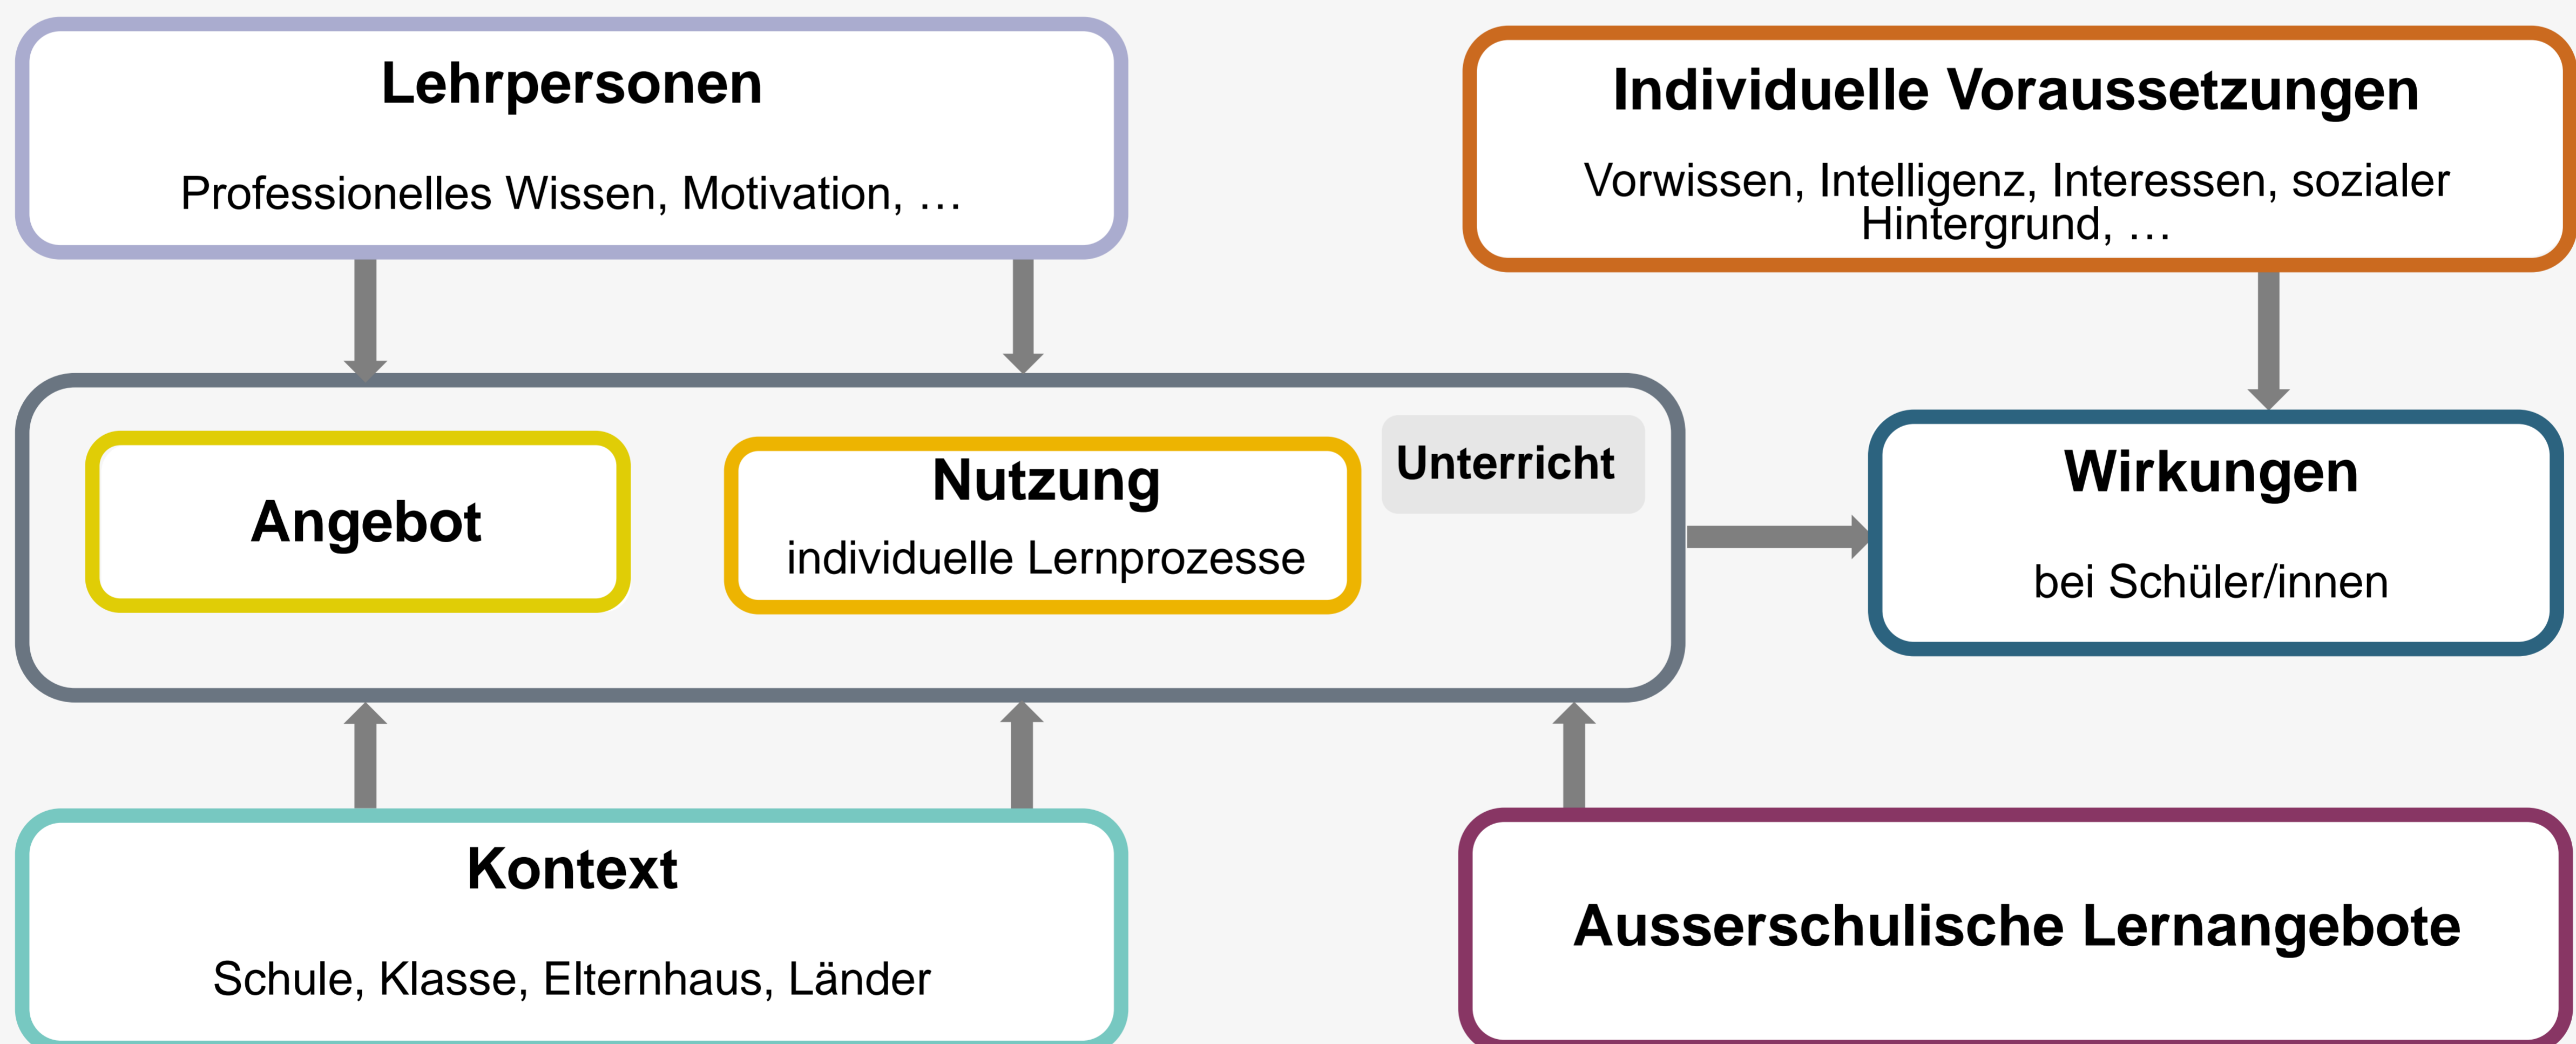 Lehrpersonen
Professionelles Wissen, Motivation, …
Individuelle Voraussetzungen
Vorwissen, Intelligenz, Interessen, sozialer
Hintergrund, …
Angebot
Nutzung
individuelle Lernprozesse
Unterricht
Wirkungen
bei Schüler/innen
Kontext
Schule, Klasse, Elternhaus, Länder
Ausserschulische Lernangebote